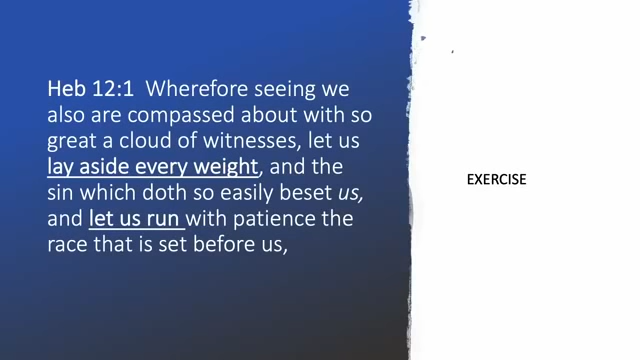 Heb 12:1  Wherefore seeing we
also are compassed about with so
great a cloud of witnesses, let us
lay aside every weight, and the
sin which doth so easily beset us,
and let us run with patience the
race that is set before us,
EXERCISE